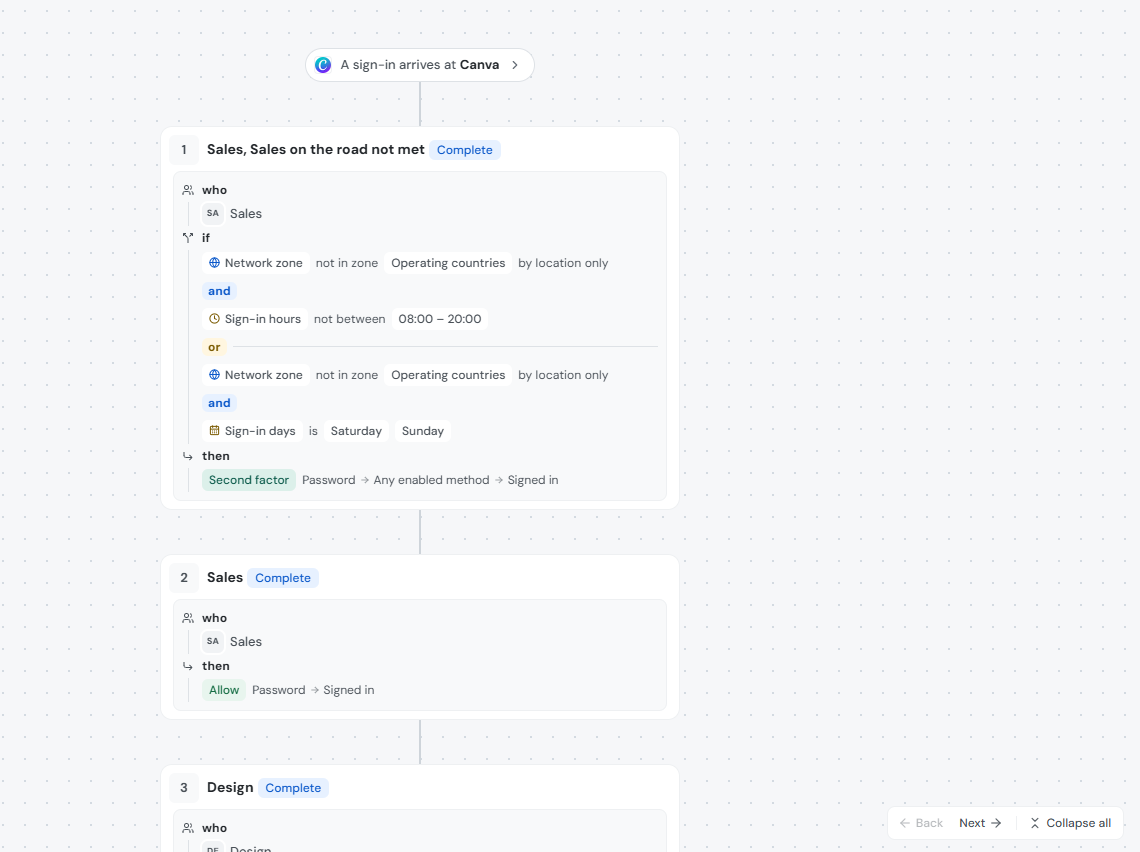 A sign-in arrives at Canva
1 Sales, Sales on the road not met Complete
who
SA Sales
if
Network zone not in zone Operating countries by location only
and
Sign-in hours not between 08:00 – 20:00
or
Network zone not in zone Operating countries by location only
and
Sign-in days is Saturday Sunday
then
Second factor Password → Any enabled method → Signed in
2 Sales Complete
who
SA Sales
then
Allow Password → Signed in
3 Design Complete
who
DE Design
← Back Next → Collapse all